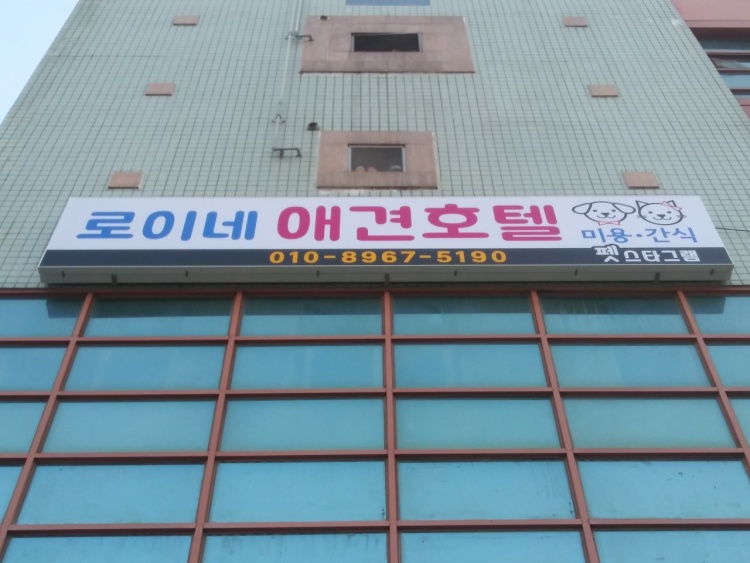 로이네 애견호텔
미용·간식
010-8967-5190
펫스타그램